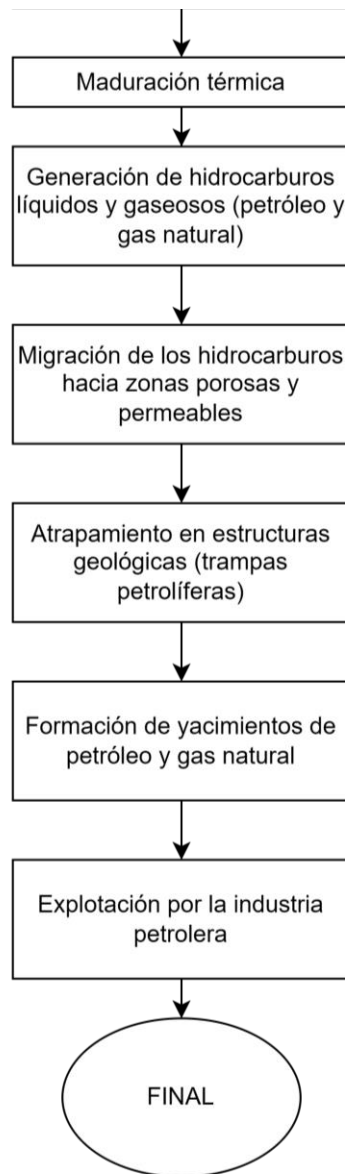 Maduración térmica
Generación de hidrocarburos
líquidos y gaseosos (petróleo y
gas natural)
Migración de los hidrocarburos
hacia zonas porosas y
permeables
Atrapamiento en estructuras
geológicas (trampas
petrolíferas)
Formación de yacimientos de
petróleo y gas natural
Explotación por la industria
petrolera
FINAL